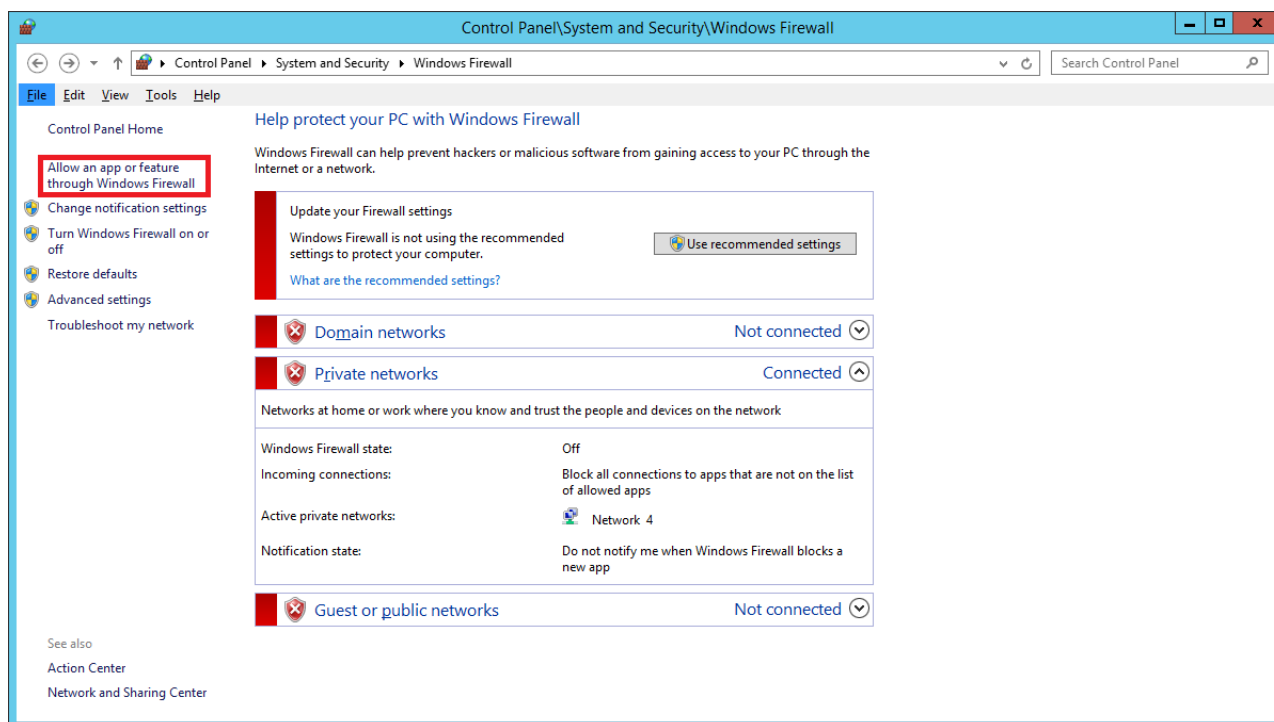 Control Panel\System and Security\Windows Firewall
Control Panel System and Security Windows Firewall
Search Control Panel
File Edit View Tools Help
Control Panel Home
Allow an app or feature
through Windows Firewall
Change notification settings
Turn Windows Firewall on or
off
Restore defaults
Advanced settings
Troubleshoot my network
See also
Action Center
Network and Sharing Center
Help protect your PC with Windows Firewall
Windows Firewall can help prevent hackers or malicious software from gaining access to your PC through the
Internet or a network.
Update your Firewall settings
Windows Firewall is not using the recommended
settings to protect your computer.
Use recommended settings
What are the recommended settings?
Domain networks Not connected
Private networks Connected
Networks at home or work where you know and trust the people and devices on the network
Windows Firewall state: Off
Incoming connections: Block all connections to apps that are not on the list
of allowed apps
Active private networks: Network 4
Notification state: Do not notify me when Windows Firewall blocks a
new app
Guest or public networks Not connected